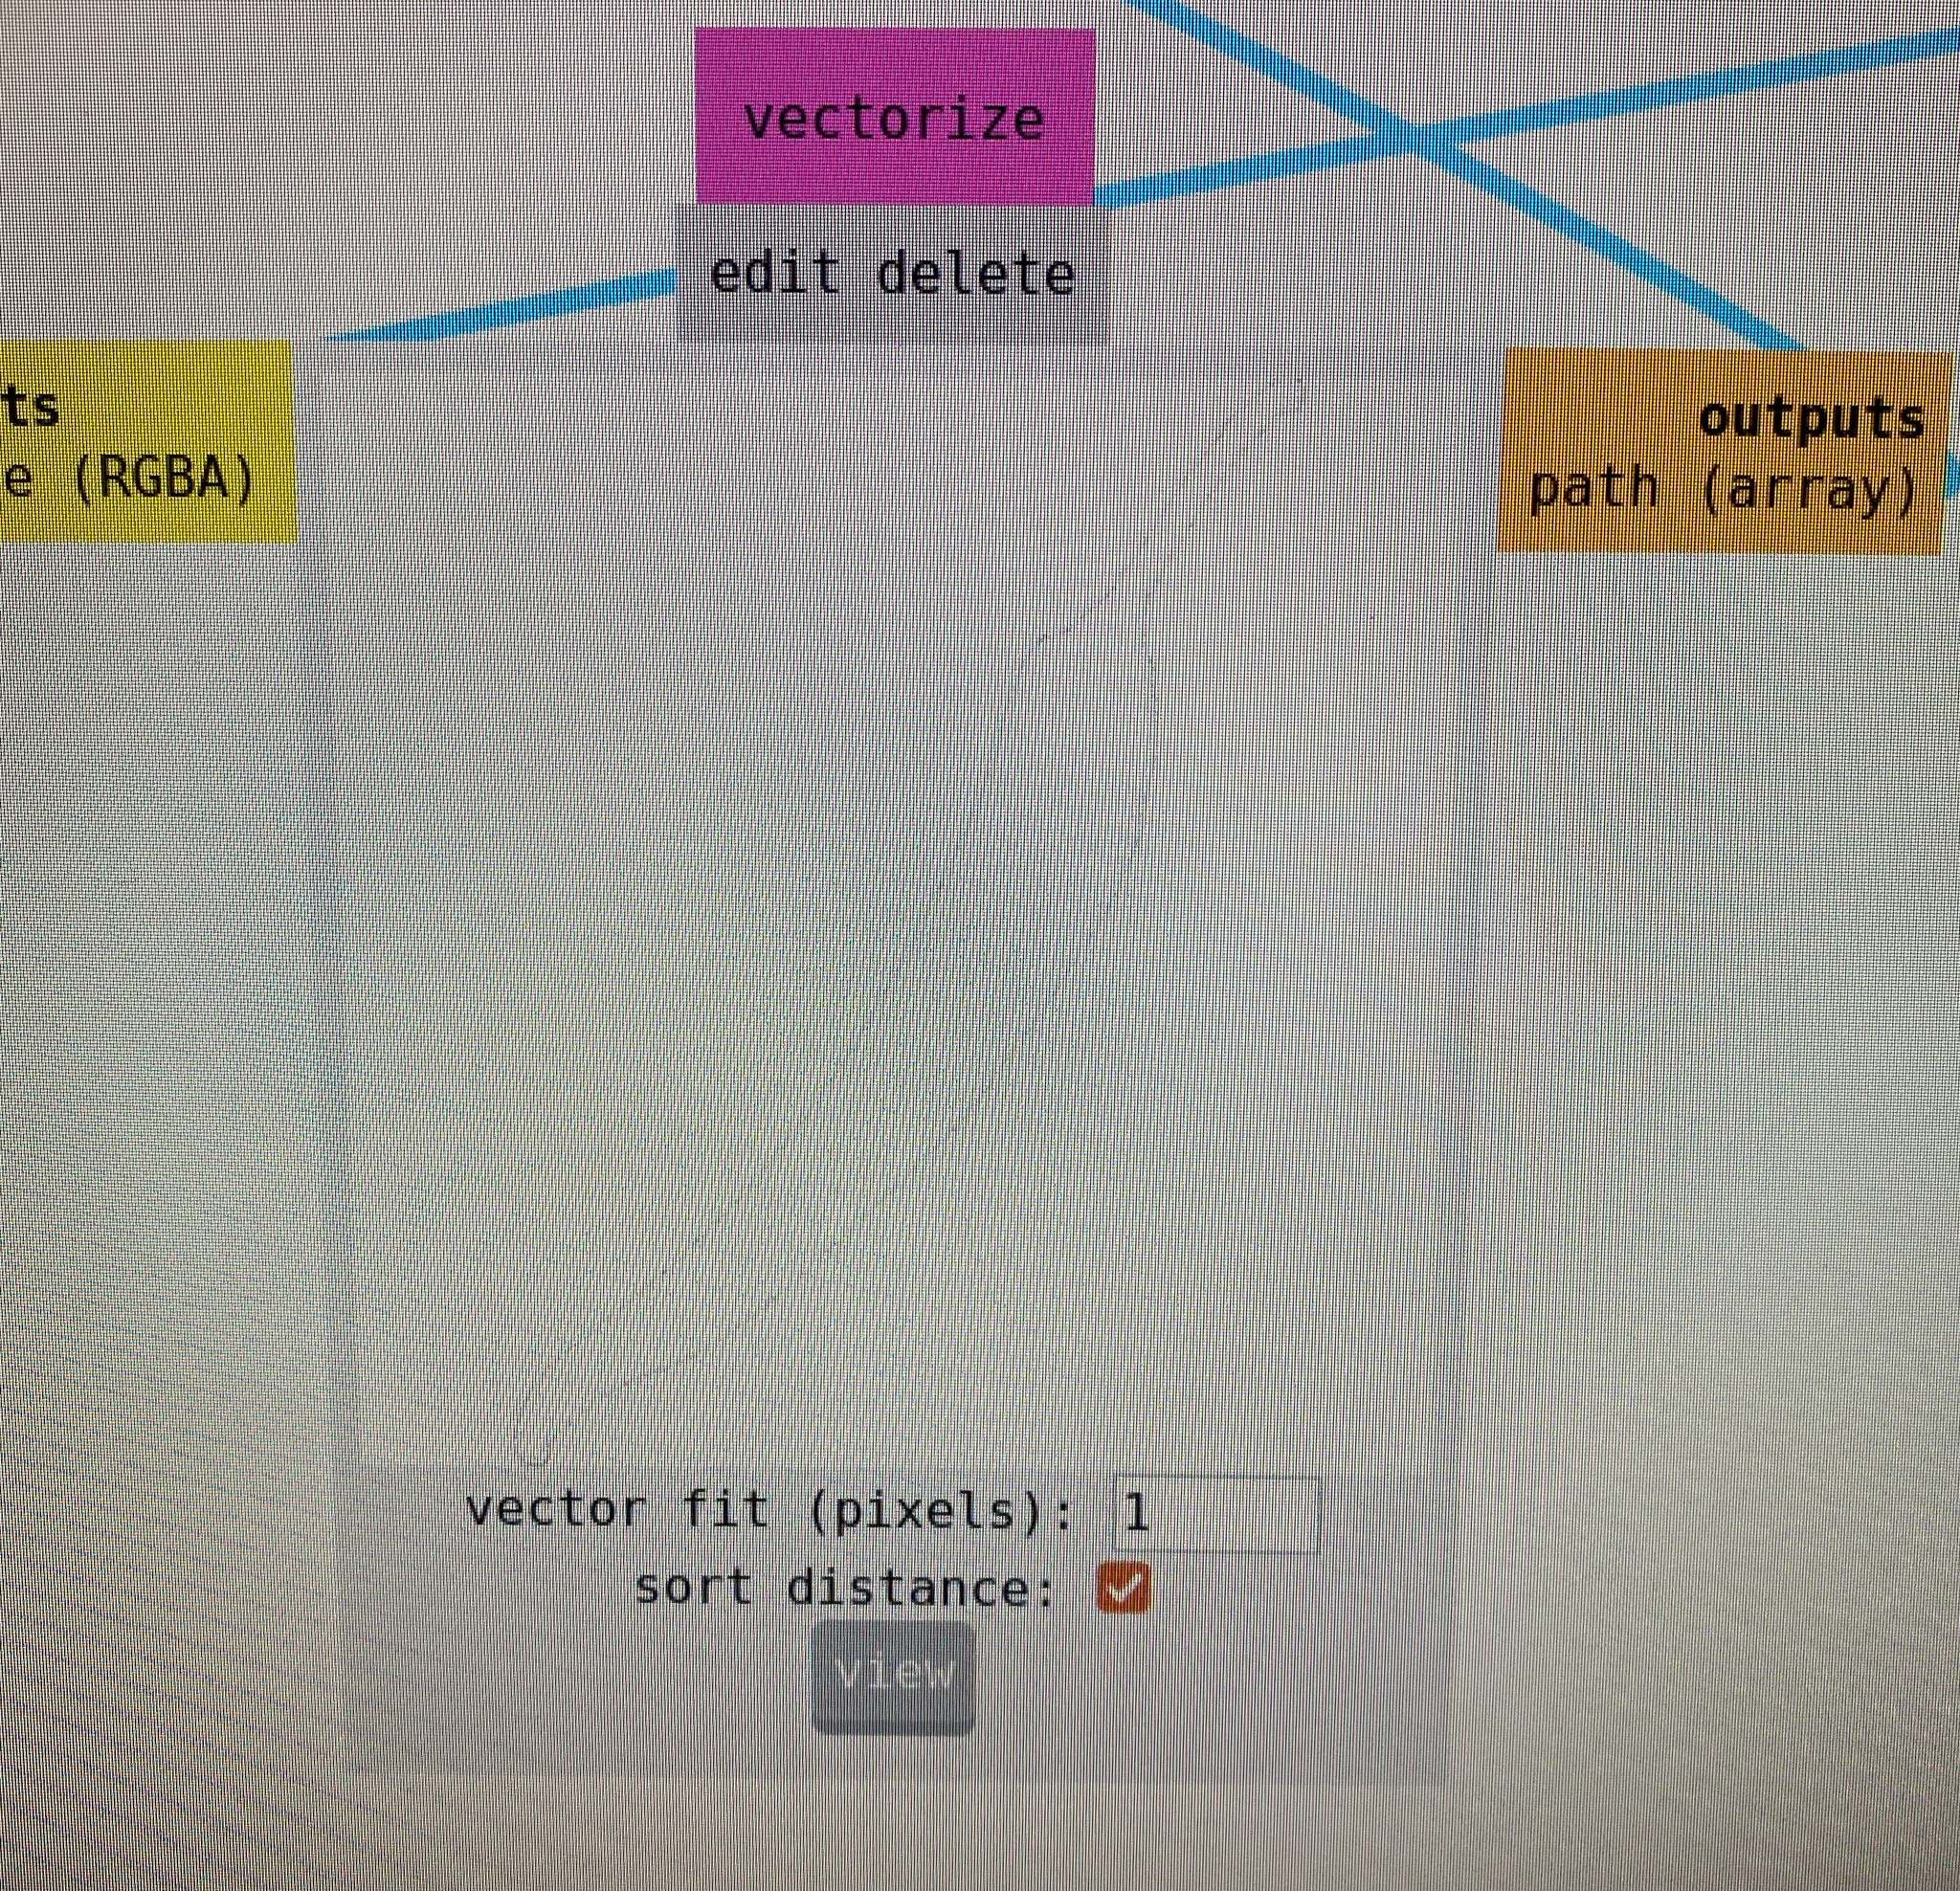 vectorize
edit delete
ts
e (RGBA)
outputs
path (array)
vector fit (pixels): 1
sort distance:
view